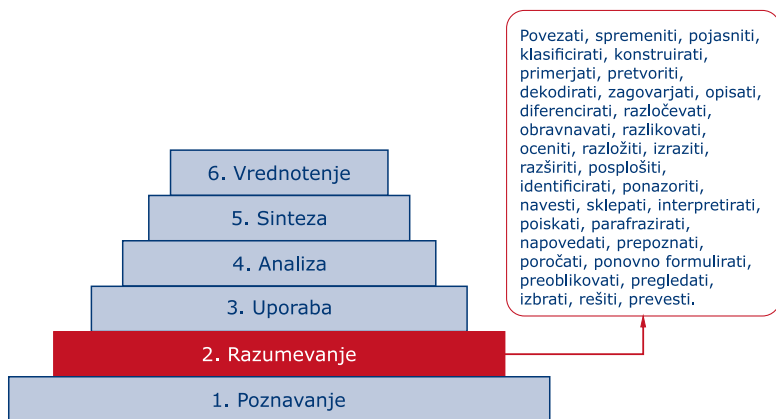 Povezati, spremeniti, pojasniti,
klasificirati, konstruirati,
primerjati, pretvoriti,
dekodirati, zagovarjati, opisati,
diferencirati, razločevati,
obravnavati, razlikovati,
oceniti, razložiti, izraziti,
razširiti, posplošiti,
identificirati, ponazoriti,
navesti, sklepati, interpretirati,
poiskati, parafrazirati,
napovedati, prepoznati,
poročati, ponovno formulirati,
preoblikovati, pregledati,
izbrati, rešiti, prevesti.
6. Vrednotenje
5. Sinteza
4. Analiza
3. Uporaba
2. Razumevanje
1. Poznavanje